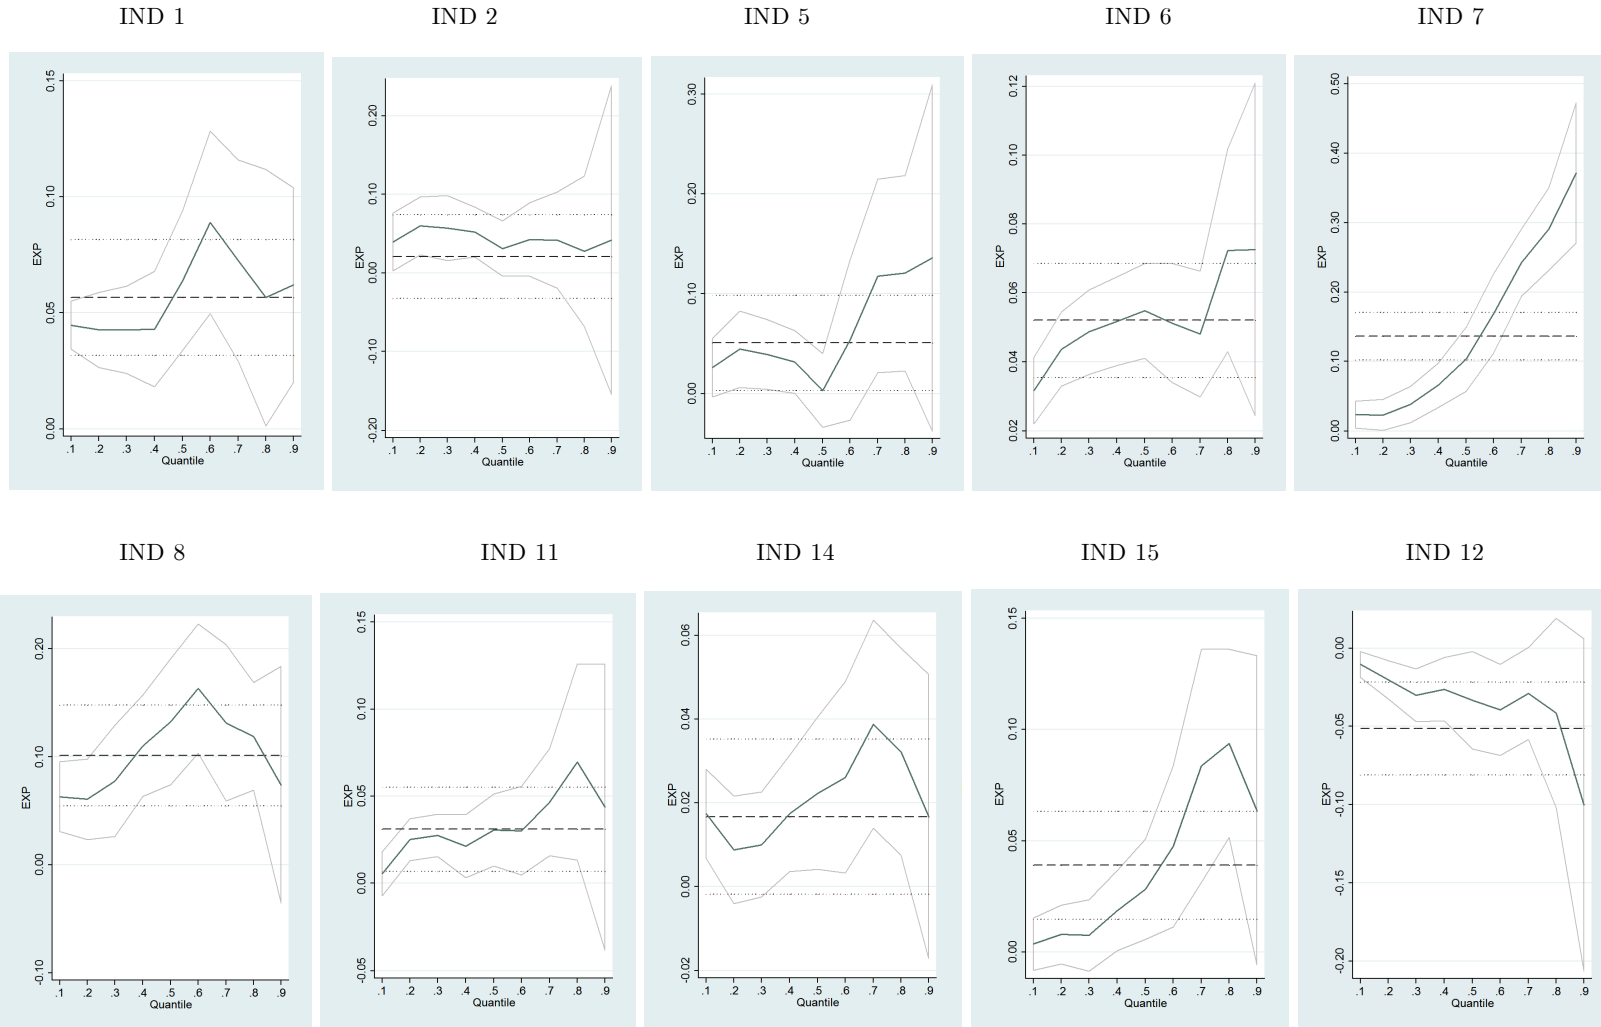 IND 1
IND 2
IND 5
IND 6
IND 7
EXP
0.15
0.10
0.05
0.00
.1 .2 .3 .4 .5 .6 .7 .8 .9
Quantile
EXP
0.20
0.10
0.00
-0.10
-0.20
.1 .2 .3 .4 .5 .6 .7 .8 .9
Quantile
EXP
0.30
0.20
0.10
0.00
.1 .2 .3 .4 .5 .6 .7 .8 .9
Quantile
EXP
0.12
0.10
0.08
0.06
0.04
0.02
.1 .2 .3 .4 .5 .6 .7 .8 .9
Quantile
EXP
0.50
0.40
0.30
0.20
0.10
0.00
.1 .2 .3 .4 .5 .6 .7 .8 .9
Quantile
IND 8
IND 11
IND 14
IND 15
IND 12
EXP
0.20
0.10
0.00
-0.10
.1 .2 .3 .4 .5 .6 .7 .8 .9
Quantile
EXP
0.15
0.10
0.05
0.00
-0.05
.1 .2 .3 .4 .5 .6 .7 .8 .9
Quantile
EXP
0.06
0.04
0.02
0.00
-0.02
.1 .2 .3 .4 .5 .6 .7 .8 .9
Quantile
EXP
0.15
0.10
0.05
0.00
.1 .2 .3 .4 .5 .6 .7 .8 .9
Quantile
EXP
0.00
-0.05
-0.10
-0.15
-0.20
.1 .2 .3 .4 .5 .6 .7 .8 .9
Quantile